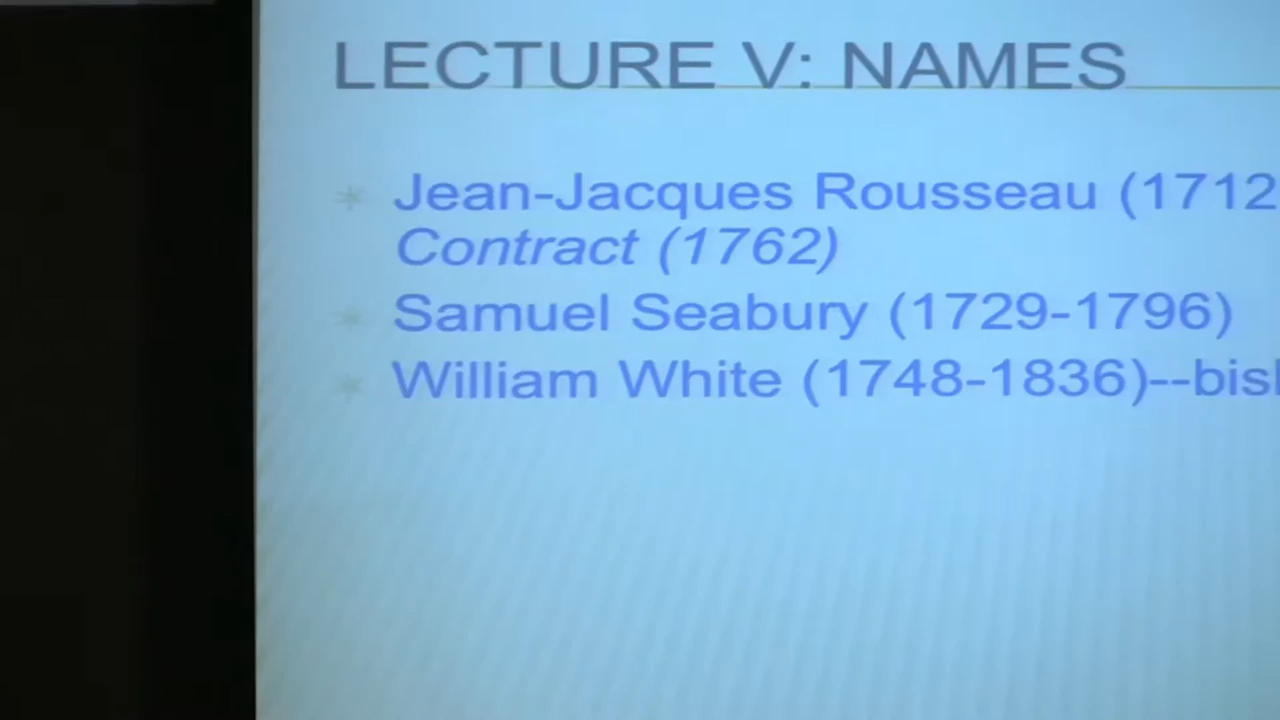 LECTURE V: NAMES
Jean-Jacques Rousseau (1712
Contract (1762)
Samuel Seabury (1729-1796)
William White (1748-1836)--bis